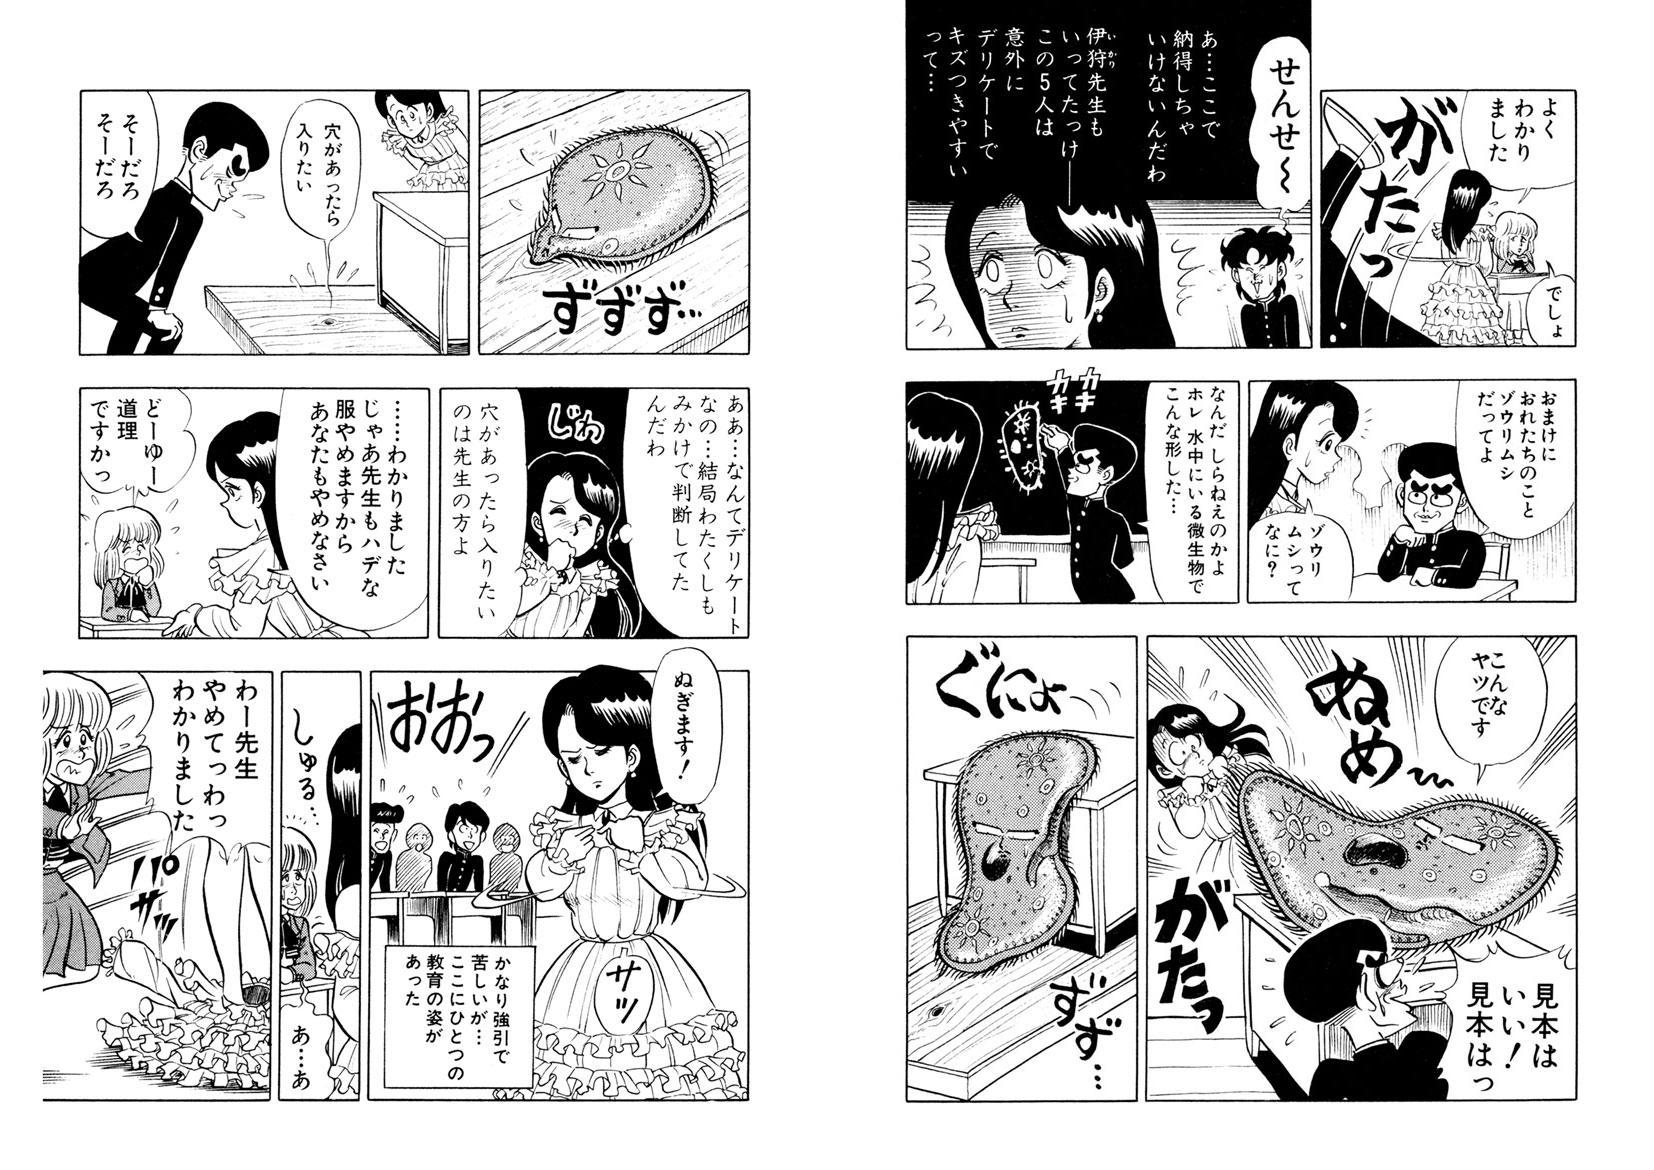 よく
わかり
ました
でしょ
がたっ
せんせ〜
あ…ここで
納得しちゃ
いけないんだわ
伊狩先生も
いかり
いってたっけ
この5人は
意外に
デリケートで
キズつきやすい
って…
おまけに
おれたちのこと
ゾウリムシ
だってよ
ゾウリ
ムシって
なに?
なんだ しらねえのかよ
ホレ 水中にいる微生物で
こんな形した…
カキ
カキ
こんな
ヤツです
ぬめ〜
がたっ
見本は
いい!
見本はっ
ぐにょ
ずず…
ずずず…
穴があったら
入りたい
そーだろ
そーだろ
ああ…なんてデリケート
なの…結局わたくしも
みかけで判断してた
んだわ
じわ
穴があったら入りたい
のは先生の方よ
……わかりました
じゃあ先生もハデな
服やめますから
あなたもやめなさい
どーゆー
道理
ですかっ
ぬぎます!
おおっ
サッ
かなり強引で
苦しいが…
ここにひとつの
教育の姿が
あった
しゅる…
あ…あ
わー先生
やめてっわっ
わかりました
パサッ